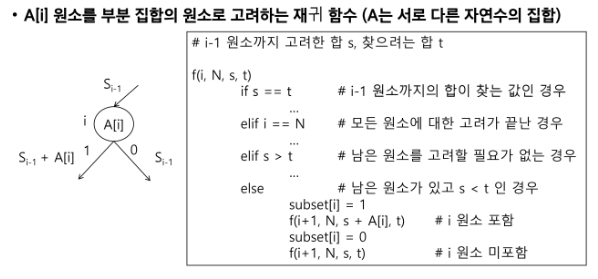 • A[i] 원소를 부분 집합의 원소로 고려하는 재귀 함수 (A는 서로 다른 자연수의 집합)
S i-1
i
A[i]
S i-1 + A[i]
1
0
S i-1
# i-1 원소까지 고려한 합 s, 찾으려는 합 t
f(i, N, s, t)
if s == t # i-1 원소까지의 합이 찾는 값인 경우
...
elif i == N # 모든 원소에 대한 고려가 끝난 경우
...
elif s > t # 남은 원소를 고려할 필요가 없는 경우
...
else # 남은 원소가 있고 s < t 인 경우
subset[i] = 1
f(i+1, N, s + A[i], t) # i 원소 포함
subset[i] = 0
f(i+1, N, s, t) # i 원소 미포함